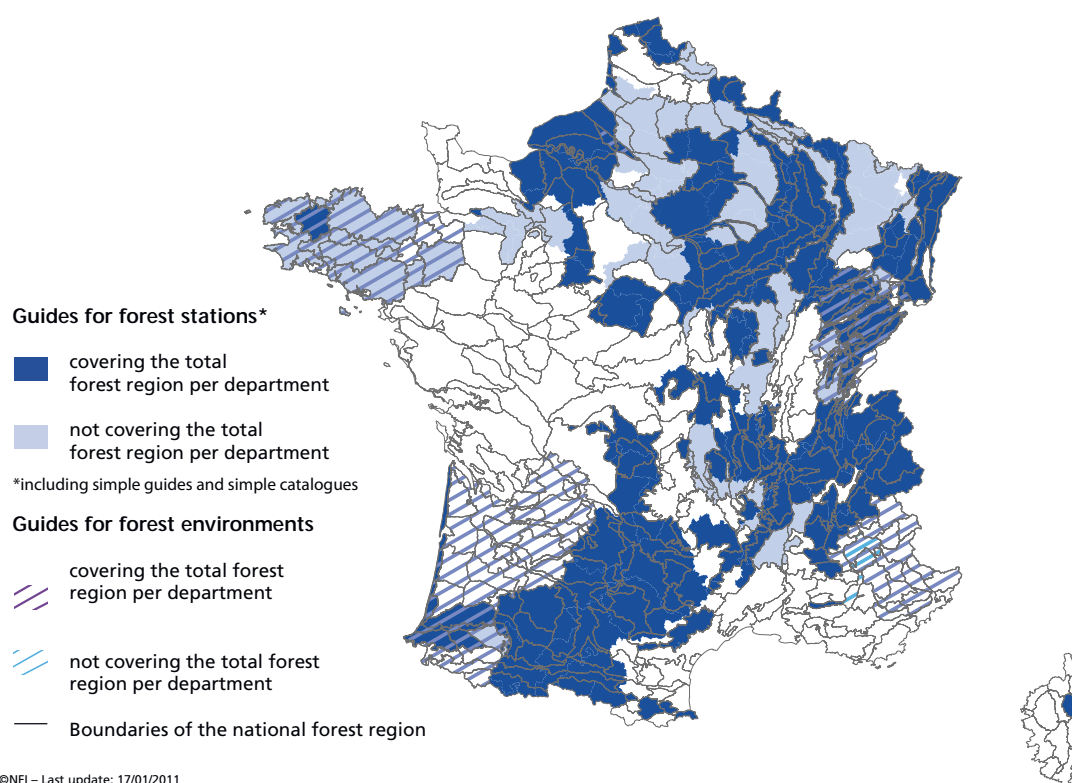 Guides for forest stations*
covering the total
forest region per department
not covering the total
forest region per department
*including simple guides and simple catalogues
Guides for forest environments
covering the total forest
region per department
not covering the total forest
region per department
Boundaries of the national forest region
©NFI – Last update: 17/01/2011